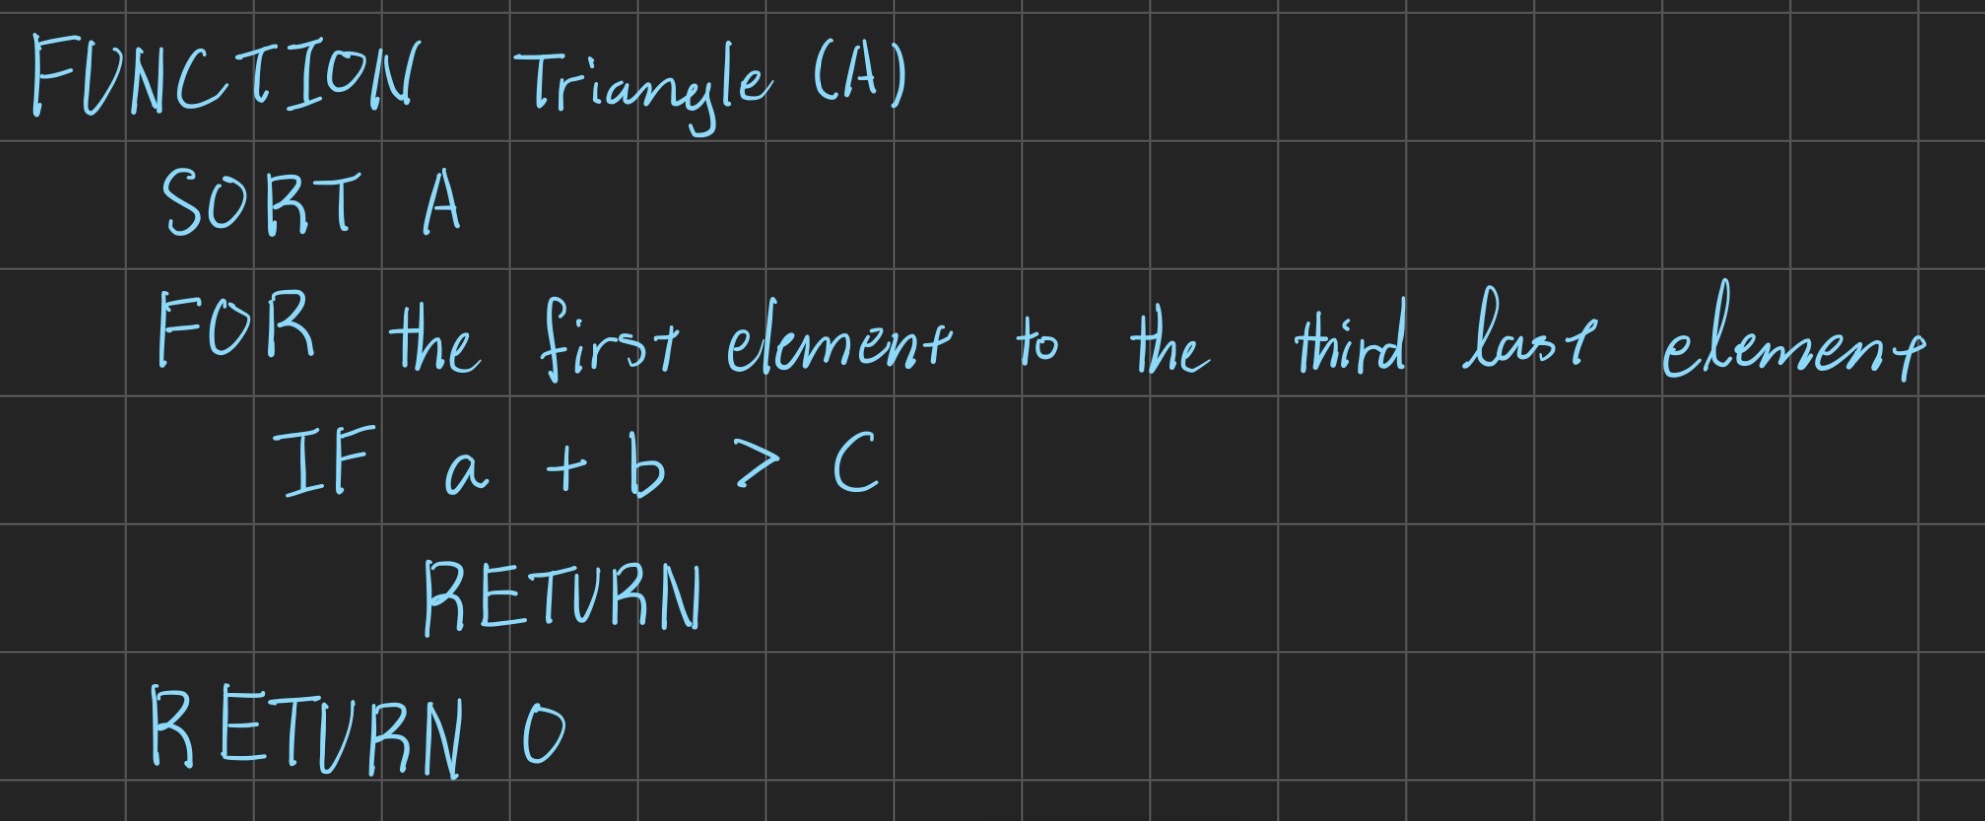 FUNCTION Triangle (A)
SORT A
FOR the first element to the third last element
IF a + b > C
RETURN
RETURN 0